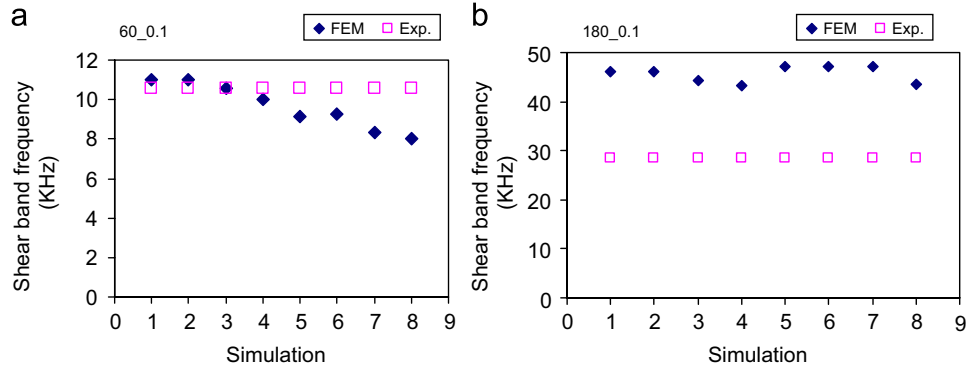 a
60_0.1
FEM Exp.
Shear band frequency
(KHz)
12
10
8
6
4
2
0
0 1 2 3 4 5 6 7 8 9
Simulation
b
180_0.1
FEM Exp.
Shear band frequency
(KHz)
50
40
30
20
10
0
0 1 2 3 4 5 6 7 8 9
Simulation